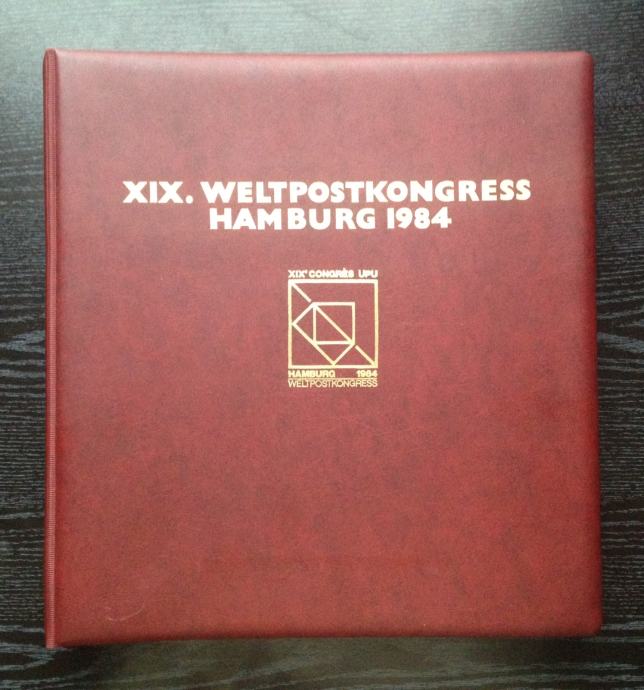 XIX. WELTPOSTKONGRESS
HAMBURG 1984
XIXᵉ CONGRÈS UPU
HAMBURG 1984
WELTPOSTKONGRESS